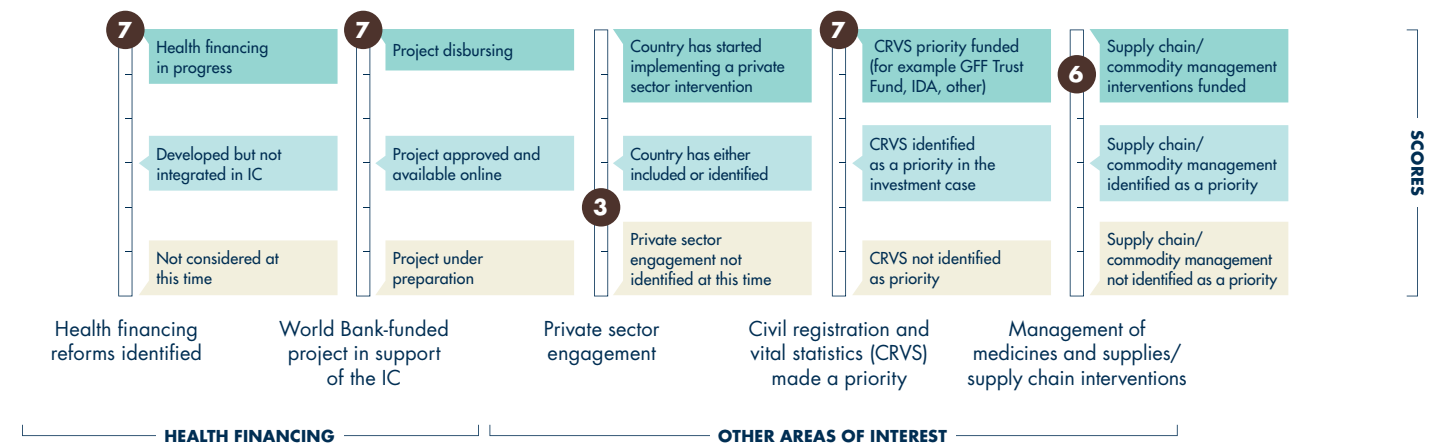 7
Health financing
in progress
Developed but not
integrated in IC
Not considered at
this time
Health financing
reforms identified
7
Project disbursing
Project approved and
available online
Project under
preparation
World Bank-funded
project in support
of the IC
Country has started
implementing a private
sector intervention
Country has either
included or identified
3
Private sector
engagement not
identified at this time
Private sector
engagement
7
CRVS priority funded
(for example GFF Trust
Fund, IDA, other)
CRVS identified
as a priority in the
investment case
CRVS not identified
as priority
Civil registration and
vital statistics (CRVS)
made a priority
6
Supply chain/
commodity management
interventions funded
Supply chain/
commodity management
identified as a priority
Supply chain/
commodity management
not identified as a priority
Management of
medicines and supplies/
supply chain interventions
SCORES
HEALTH FINANCING
OTHER AREAS OF INTEREST